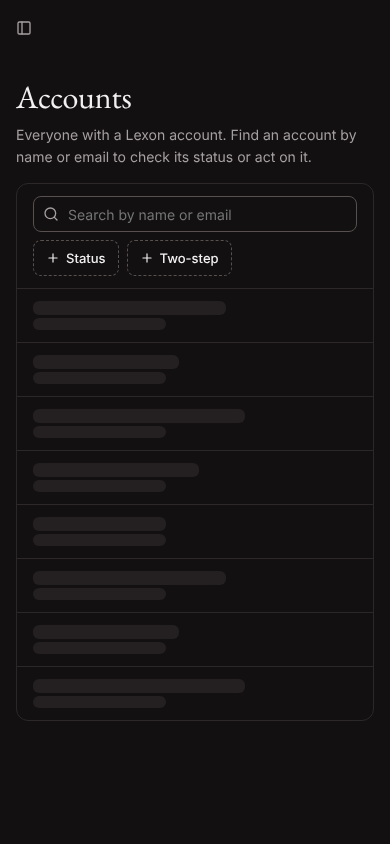 Accounts
Everyone with a Lexon account. Find an account by
name or email to check its status or act on it.
Search by name or email
Status
Two-step